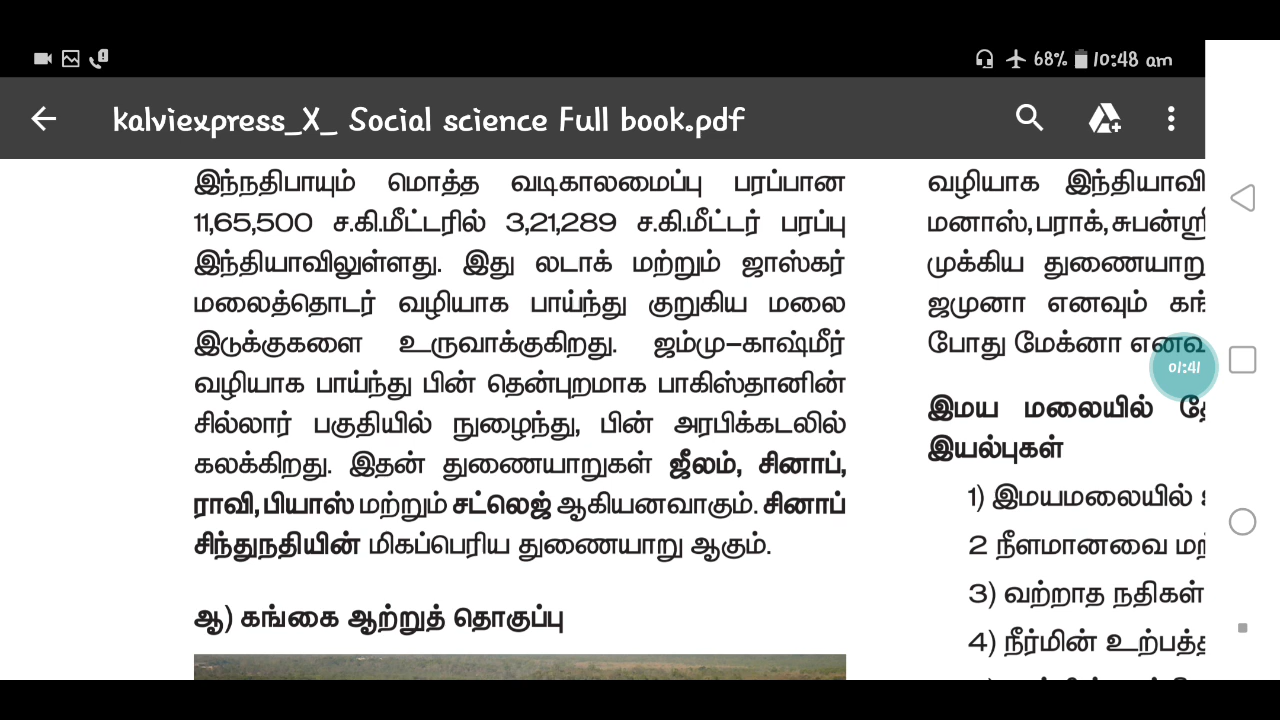 68% 10:48 am
kalviexpress_X_ Social science Full book.pdf
இந்நதிபாயும் மொத்த வடிகாலமைப்பு பரப்பான
11,65,500 ச.கி.மீட்டரில் 3,21,289 ச.கி.மீட்டர் பரப்பு
இந்தியாவிலுள்ளது. இது லடாக் மற்றும் ஜாஸ்கர்
மலைத்தொடர் வழியாக பாய்ந்து குறுகிய மலை
இடுக்குகளை உருவாக்குகிறது. ஜம்மு–காஷ்மீர்
வழியாக பாய்ந்து பின் தென்புறமாக பாகிஸ்தானின்
சில்லார் பகுதியில் நுழைந்து, பின் அரபிக்கடலில்
கலக்கிறது. இதன் துணையாறுகள் ஜீலம், சினாப்,
ராவி, பியாஸ் மற்றும் சட்லெஜ் ஆகியனவாகும். சினாப்
சிந்துநதியின் மிகப்பெரிய துணையாறு ஆகும்.
ஆ) கங்கை ஆற்றுத் தொகுப்பு
வழியாக இந்தியாவி
மனாஸ், பராக், சுபன்ஸ்ரீ
முக்கிய துணையாறு
ஜமுனா எனவும்
போது மேக்னா
01:41
இமய மலையில்
இயல்புகள்
1) இமயமலையில்
2 நீளமானவை
3) வற்றாத நதிகள்
4) நீர்மின்